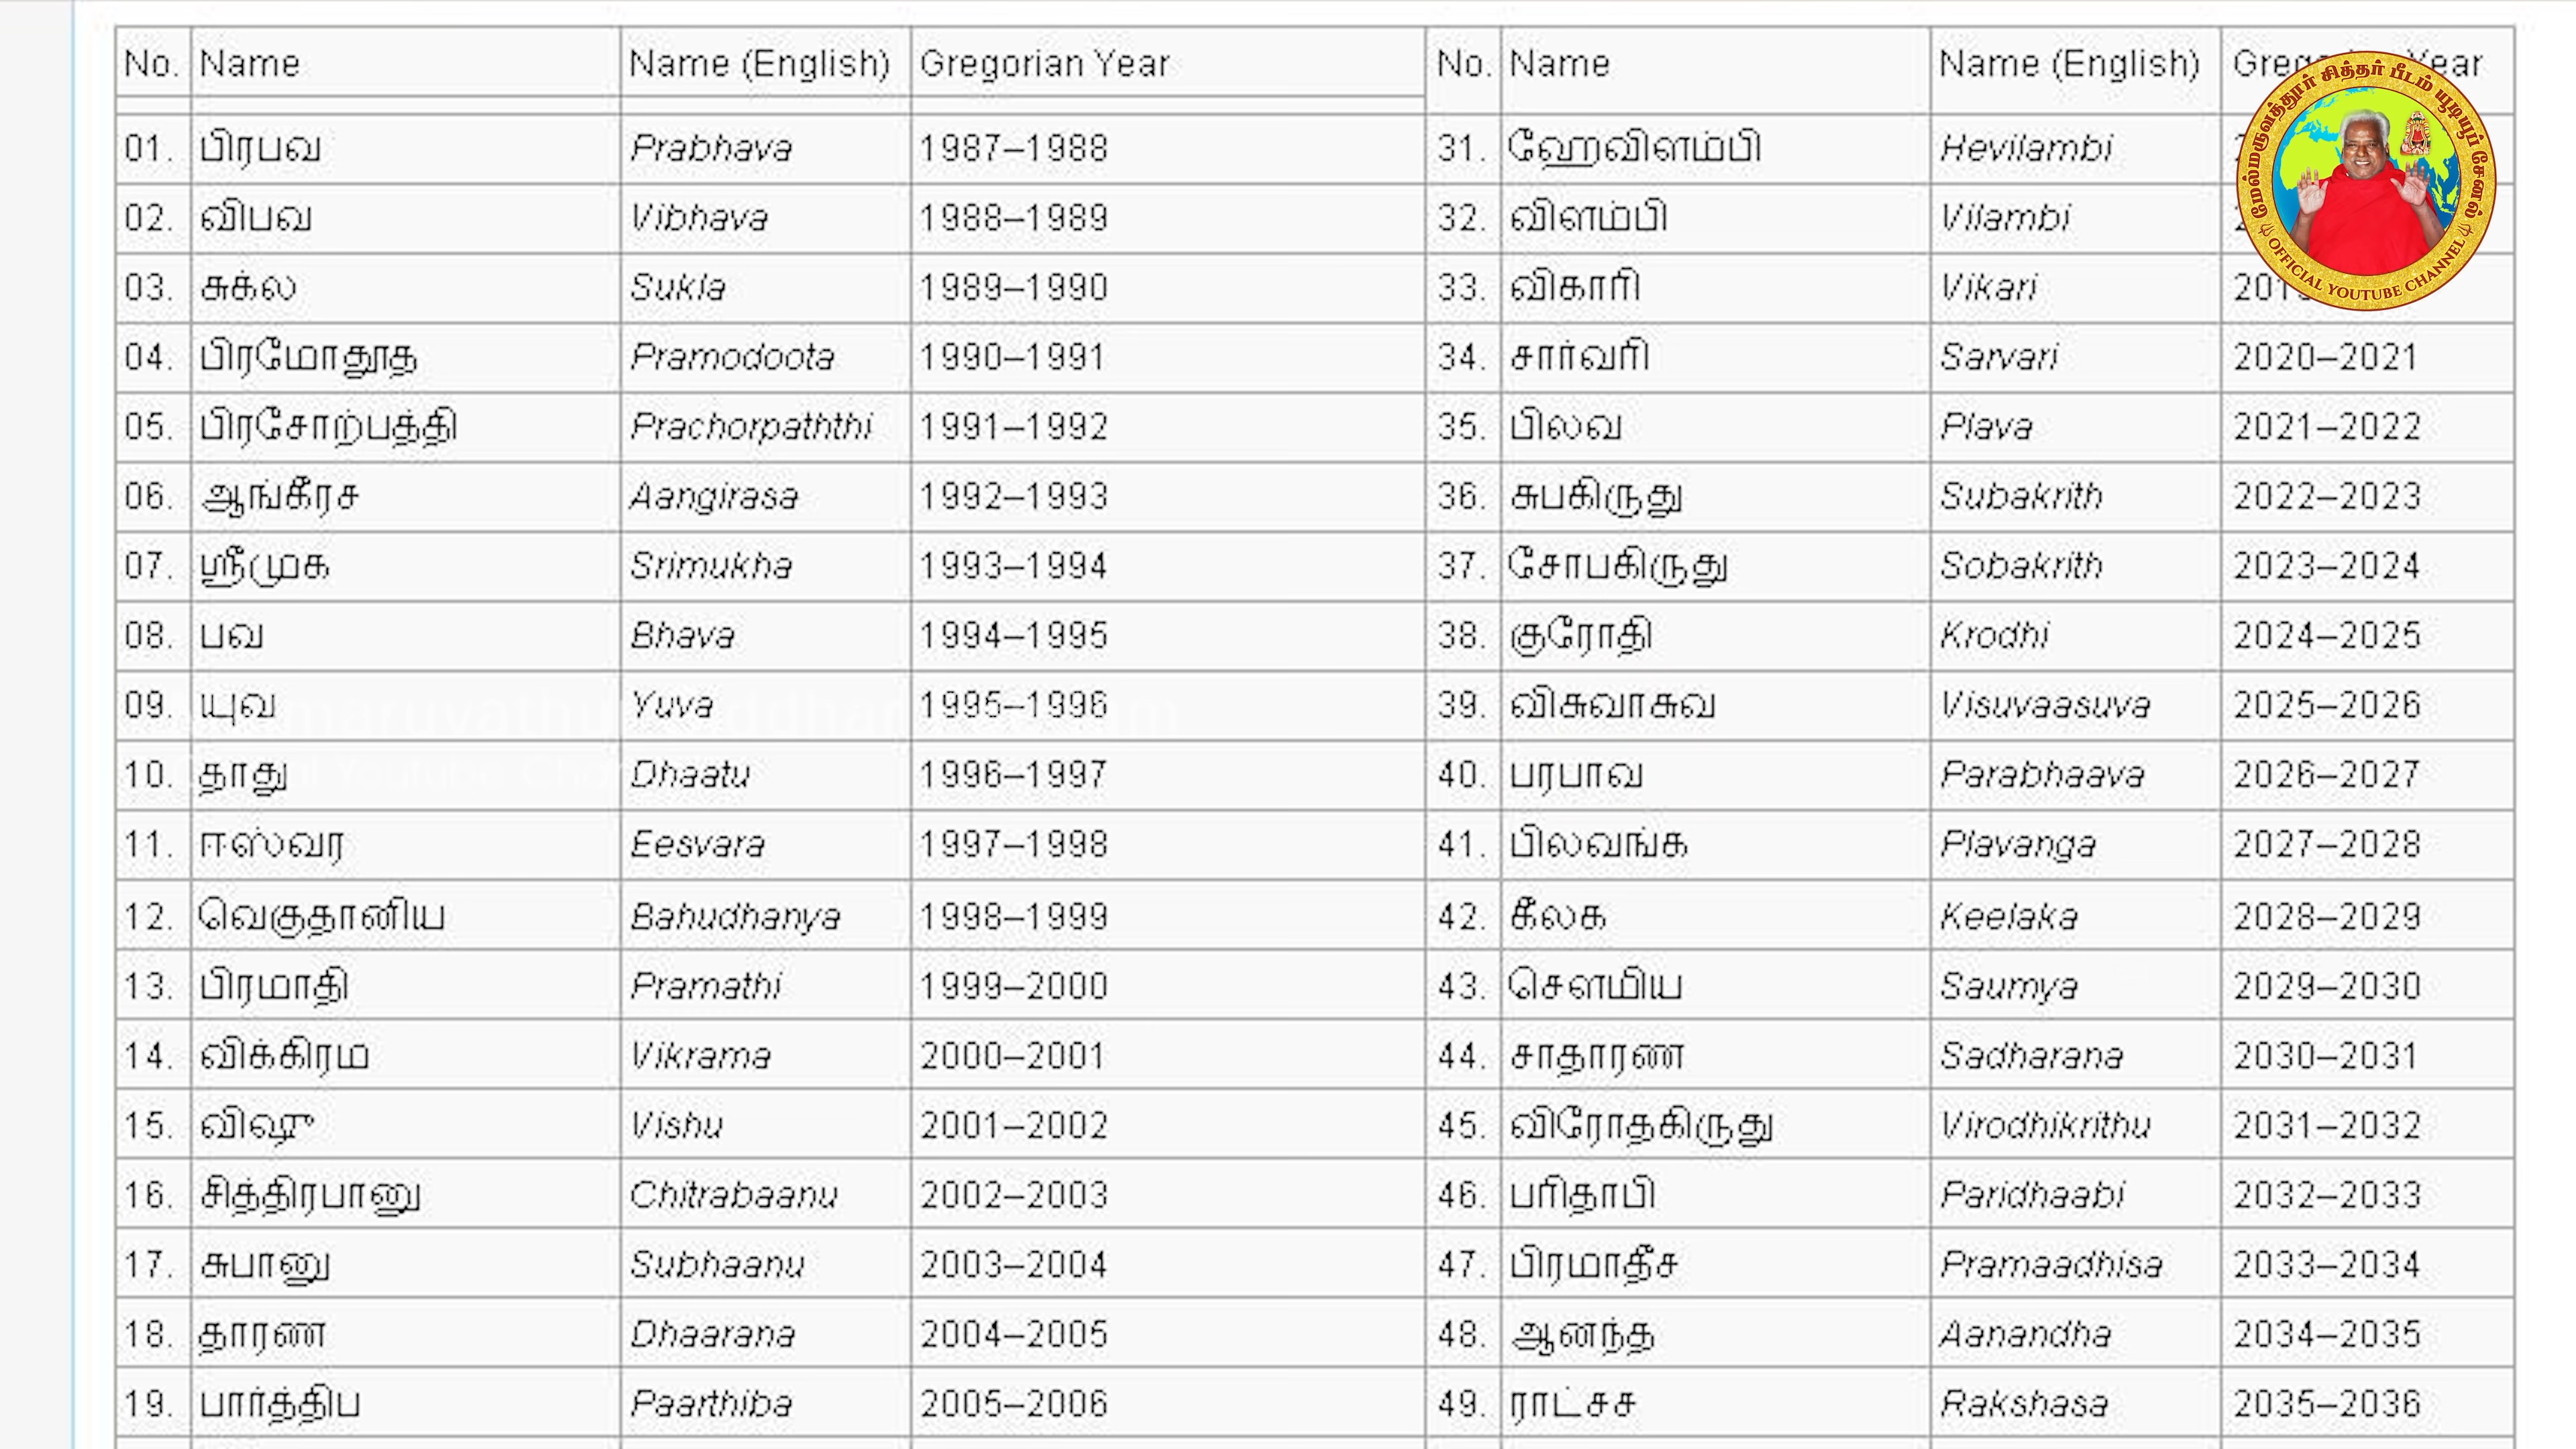 No. Name Name (English) Gregorian Year No. Name Name (English) Year
01. பிரபவ Prabhava 1987–1988 31. ஹேவிளம்பி Hevilambi
02. விபவ Vibhava 1988–1989 32. விளம்பி Vilambi
03. சுக்ல Sukla 1989–1990 33. விகாரி Vikari
04. பிரமோதூத Pramodoota 1990–1991 34. சார்வரி Sarvari 2020–2021
05. பிரசோற்பத்தி Prachorpaththi 1991–1992 35. பிலவ Plava 2021–2022
06. ஆங்கீரச Aangirasa 1992–1993 36. சுபகிருது Subakrith 2022–2023
07. ஸ்ரீமுக Srimukha 1993–1994 37. சோபகிருது Sobakrith 2023–2024
08. பவ Bhava 1994–1995 38. குரோதி Krodhi 2024–2025
09. யுவ Yuva 1995–1996 39. விசுவாசுவ Visuvaasuva 2025–2026
10. தாது Dhaatu 1996–1997 40. பரபாவ Parabhaava 2026–2027
11. ஈஸ்வர Eesvara 1997–1998 41. பிலவங்க Plavanga 2027–2028
12. வெகுதானிய Bahudhanya 1998–1999 42. கீலக Keelaka 2028–2029
13. பிரமாதி Pramathi 1999–2000 43. சௌமிய Saumya 2029–2030
14. விக்கிரம Vikrama 2000–2001 44. சாதாரண Sadharana 2030–2031
15. விஷு Vishu 2001–2002 45. விரோதகிருது Virodhikrithu 2031–2032
16. சித்திரபானு Chitrabaanu 2002–2003 46. பரிதாபி Paridhaabi 2032–2033
17. சுபானு Subhaanu 2003–2004 47. பிரமாதீச Pramaadhisa 2033–2034
18. தாரண Dhaarana 2004–2005 48. ஆனந்த Aanandha 2034–2035
19. பார்த்திப Paarthiba 2005–2006 49. ராட்சச Rakshasa 2035–2036
மேல்மருவத்தூர் சித்தர் பீடம் யூடியூப் சேனல்
OFFICIAL YOUTUBE CHANNEL